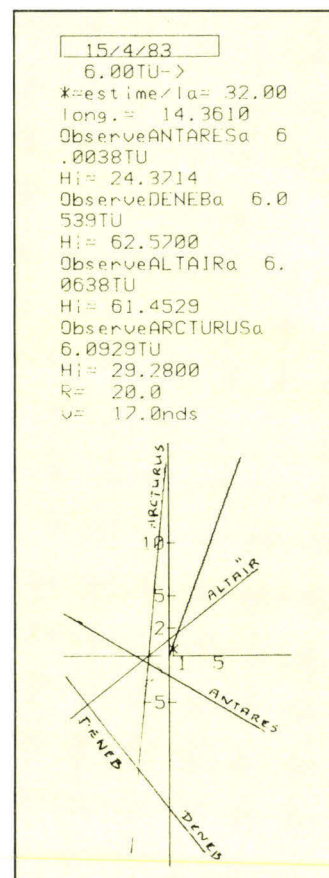 15/4/83
6.00TU->
*=estime/la= 32.00
long.= 14.3610
ObserveANTARESa 6
.0038TU
Hi= 24.3714
ObserveDENEBa 6.0
539TU
Hi= 62.5700
ObserveALTAIRa 6.
0638TU
Hi= 61.4529
ObserveARCTURUSa
6.0929TU
Hi= 29.2800
R= 20.0
v= 17.0nds
ARCTURUS
10
ALTAIR
5
2
*
1 5
-5
ANTARES
DENEB
DENEB